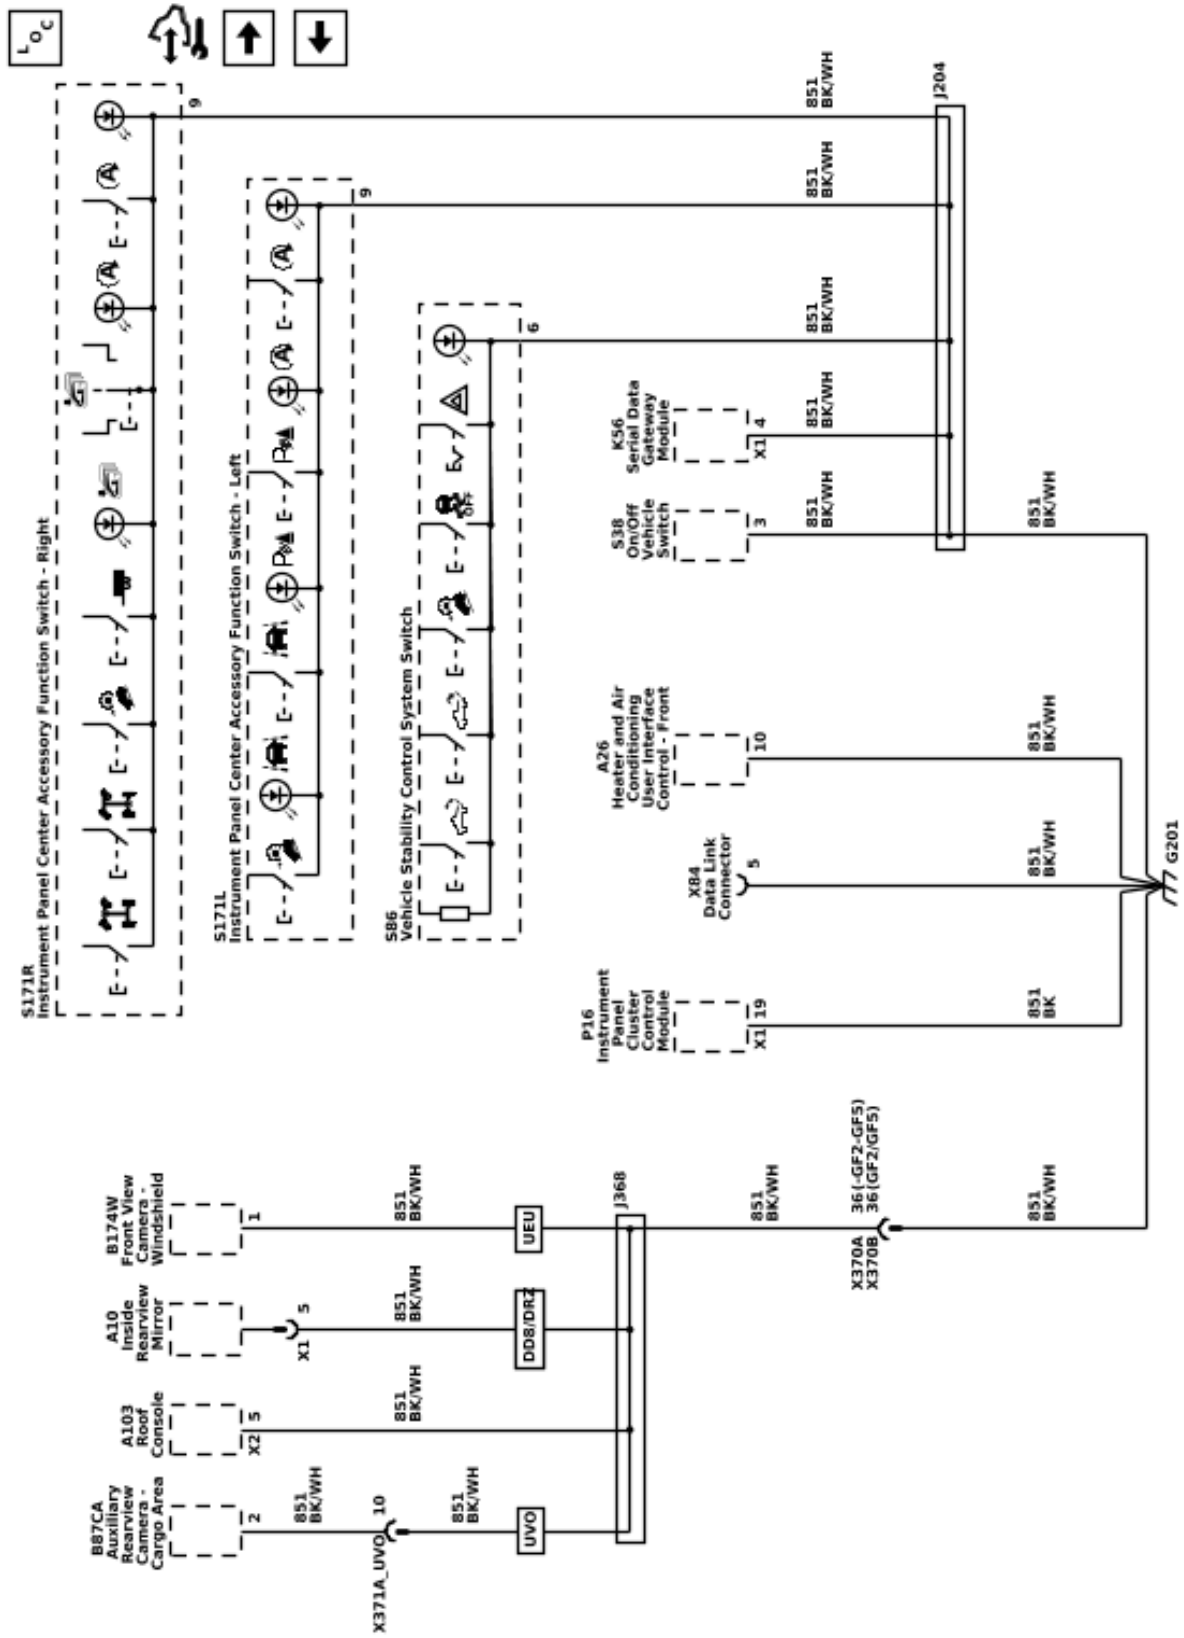 L
O
C
B87CA
Auxiliary
Rearview
Camera -
Cargo Area
2
851
BK/WH
X371A_UVO
10
851
BK/WH
UVO
A103
Roof
Console
X2
5
851
BK/WH
A10
Inside
Rearview
Mirror
X1
5
851
BK/WH
DD8/DRZ
B174W
Front View
Camera -
Windshield
1
851
BK/WH
UEU
J368
851
BK/WH
X370A 36(-GF2-GF5)
X370B 36(GF2/GF5)
851
BK/WH
S171R
Instrument Panel Center Accessory Function Switch - Right
9
851
BK/WH
S171L
Instrument Panel Center Accessory Function Switch - Left
9
851
BK/WH
S86
Vehicle Stability Control System Switch
OFF
6
851
BK/WH
P16
Instrument
Panel
Cluster
Control
Module
X1 19
851
BK
X84
Data Link
Connector
5
851
BK/WH
A26
Heater and Air
Conditioning
User Interface
Control - Front
10
851
BK/WH
S38
On/Off
Vehicle
Switch
3
851
BK/WH
K56
Serial Data
Gateway
Module
X1 4
851
BK/WH
J204
851
BK/WH
G201